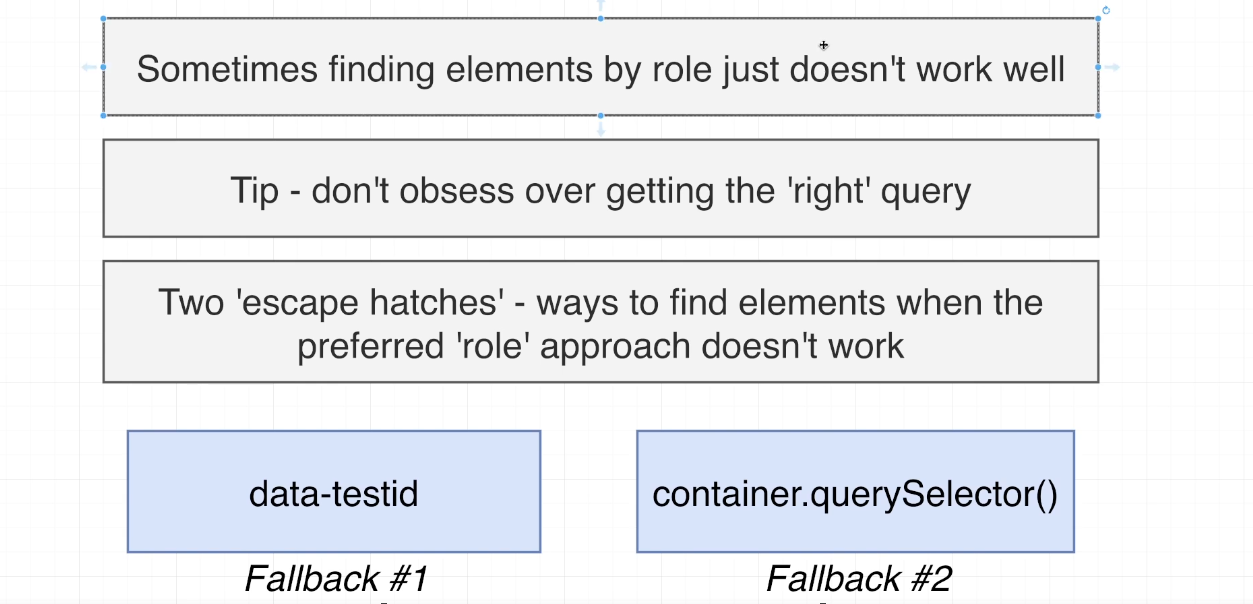 Sometimes finding elements by role just doesn't work well
Tip - don't obsess over getting the 'right' query
Two 'escape hatches' - ways to find elements when the
preferred 'role' approach doesn't work
data-testid
container.querySelector()
Fallback #1
Fallback #2